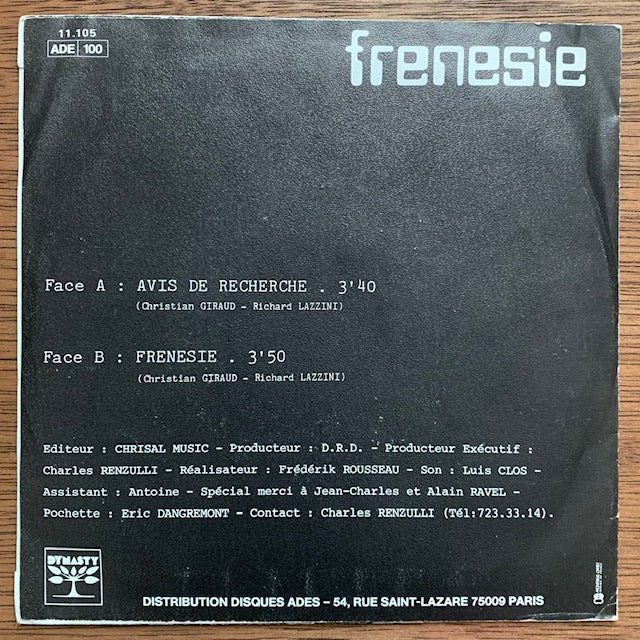 11.105
ADE 100
frenesie
Face A : AVIS DE RECHERCHE . 3'40
(Christian GIRAUD - Richard LAZZINI)
Face B : FRENESIE . 3'50
(Christian GIRAUD - Richard LAZZINI)
Editeur : CHRISAL MUSIC - Producteur : D.R.D. - Producteur Exécutif :
Charles RENZULLI - Réalisateur : Frédérik ROUSSEAU - Son : Luis CLOS -
Assistant : Antoine - Spécial merci à Jean-Charles et Alain RAVEL -
Pochette : Eric DANGREMONT - Contact : Charles RENZULLI (Tél:723.33.14).
DYNASTY
DISTRIBUTION DISQUES ADES – 54, RUE SAINT-LAZARE 75009 PARIS